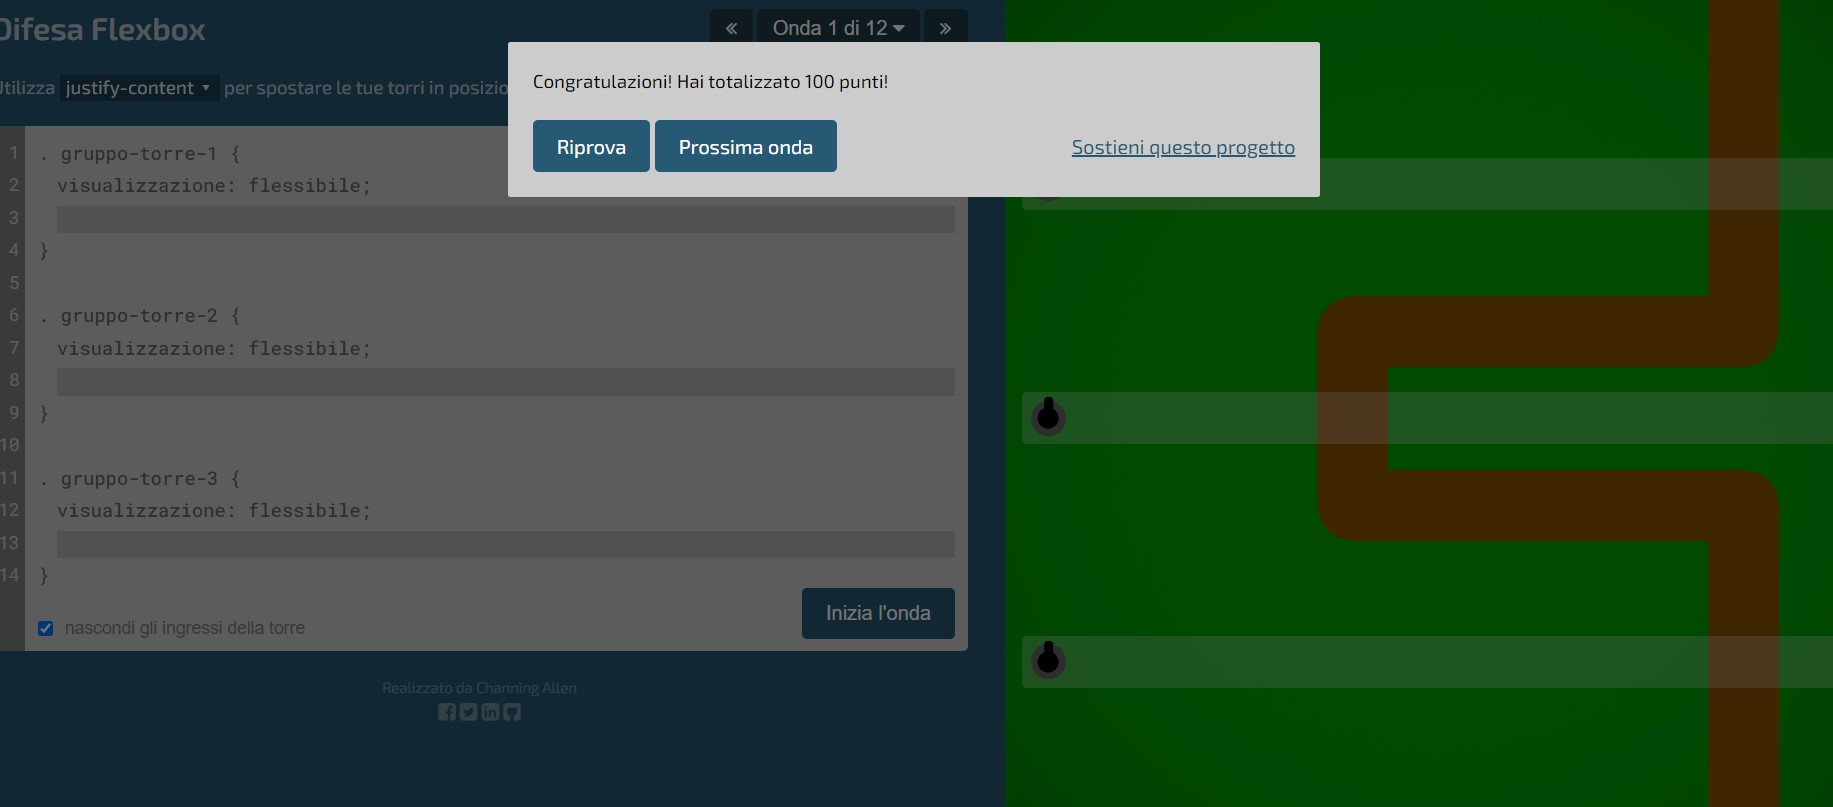 Difesa Flexbox
« Onda 1 di 12 »
Utilizza justify-content per spostare le tue torri in
Congratulazioni! Hai totalizzato 100 punti!
Riprova Prossima onda Sostieni questo progetto
1 . gruppo-torre-1 {
2 visualizzazione: flessibile;
3
4 }
5
6 . gruppo-torre-2 {
7 visualizzazione: flessibile;
8
9 }
10
11 . gruppo-torre-3 {
12 visualizzazione: flessibile;
13
14 }
nascondi gli ingressi della torre
Inizia l'onda
Realizzato da Channing Allen